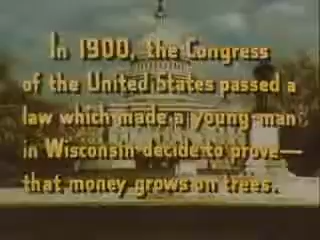 In 1900, the Congress
of the United States passed a
law which made a young man
in Wisconsin decide to prove—
that money grows on trees.